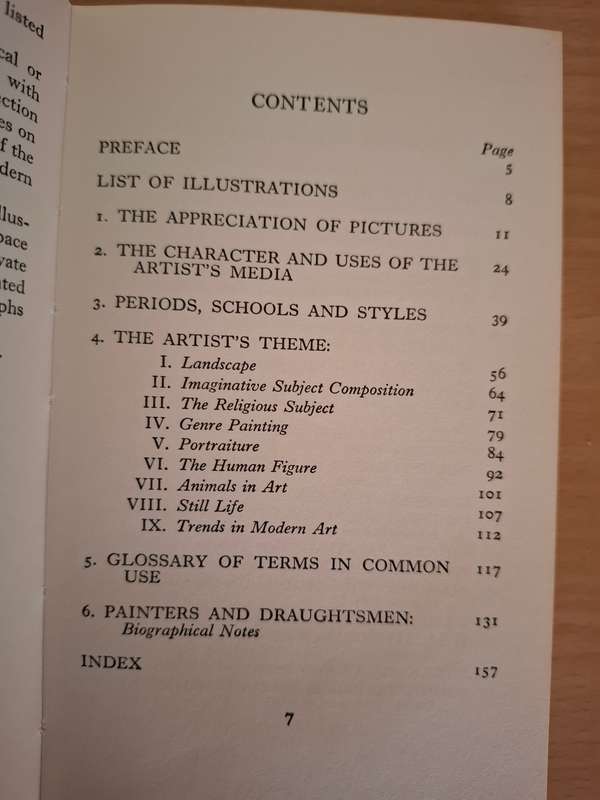 listed
cal or
with
ction
es on
f the
dern
llus-
pace
vate
ated
phs
CONTENTS
Page
PREFACE 5
LIST OF ILLUSTRATIONS 8
1. THE APPRECIATION OF PICTURES 11
2. THE CHARACTER AND USES OF THE
ARTIST'S MEDIA 24
3. PERIODS, SCHOOLS AND STYLES 39
4. THE ARTIST'S THEME:
I. Landscape 56
II. Imaginative Subject Composition 64
III. The Religious Subject 71
IV. Genre Painting 79
V. Portraiture 84
VI. The Human Figure 92
VII. Animals in Art 101
VIII. Still Life 107
IX. Trends in Modern Art 112
5. GLOSSARY OF TERMS IN COMMON
USE 117
6. PAINTERS AND DRAUGHTSMEN: 131
Biographical Notes
INDEX 157
7